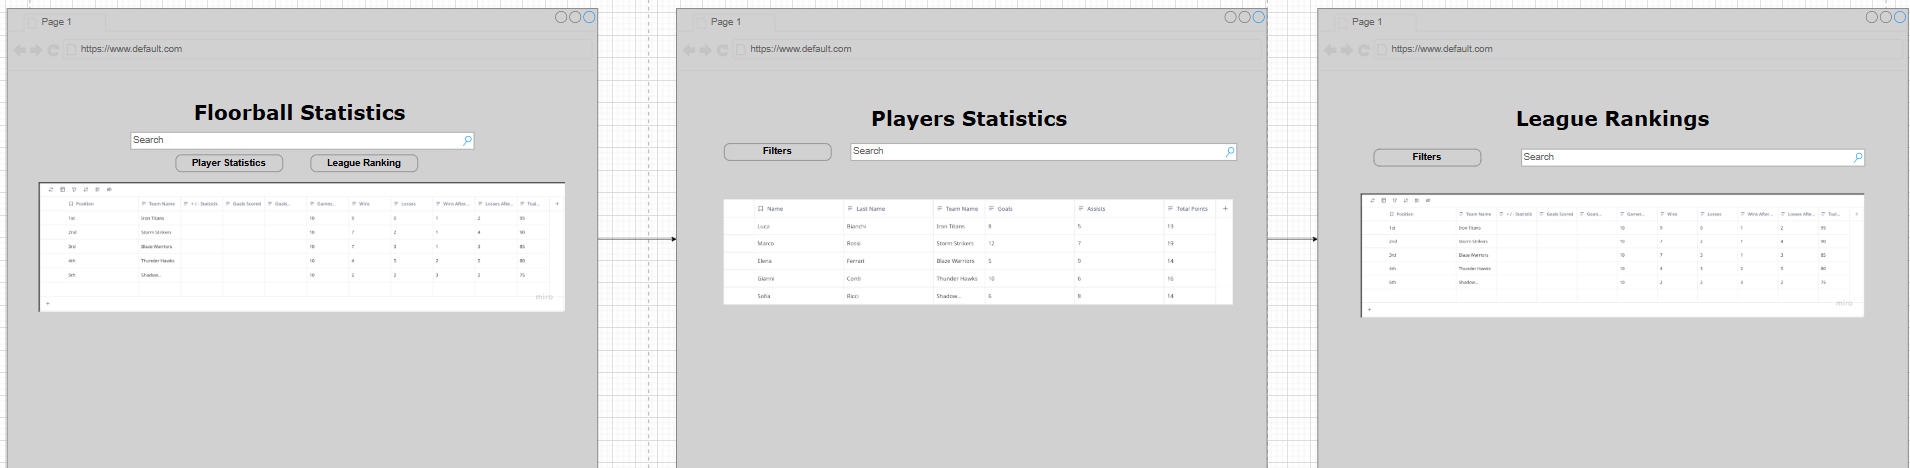 Page 1
https://www.default.com
Floorball Statistics
Search
Player Statistics League Ranking
Position Team Name + / - Statistik Goals Scored Goals... Games... Wins Losses Wins After... Losses Afte... Total...
1st Iron Titans 10 9 0 1 2 95
2nd Storm Strikers 10 7 2 1 4 90
3rd Blaze Warriors 10 7 3 1 3 85
4th Thunder Hawks 10 4 3 2 5 80
5th Shadow... 10 2 2 3 2 75
+
miro
Page 1
https://www.default.com
Players Statistics
Filters Search
Name Last Name Team Name Goals Assists Total Points +
Luca Bianchi Iron Titans 8 5 13
Marco Rossi Storm Strikers 12 7 19
Elena Ferrari Blaze Warriors 5 9 14
Gianni Conti Thunder Hawks 10 6 16
Sofia Ricci Shadow... 6 8 14
Page 1
https://www.default.com
League Rankings
Filters Search
Position Team Name + / - Statistik Goals Scored Goals... Games... Wins Losses Wins After... Losses Afte... Total...
1st Iron Titans 10 9 0 1 2 95
2nd Storm Strikers 10 7 2 1 4 90
3rd Blaze Warriors 10 7 3 1 3 85
4th Thunder Hawks 10 4 3 2 5 80
5th Shadow... 10 2 2 3 2 75
+
miro